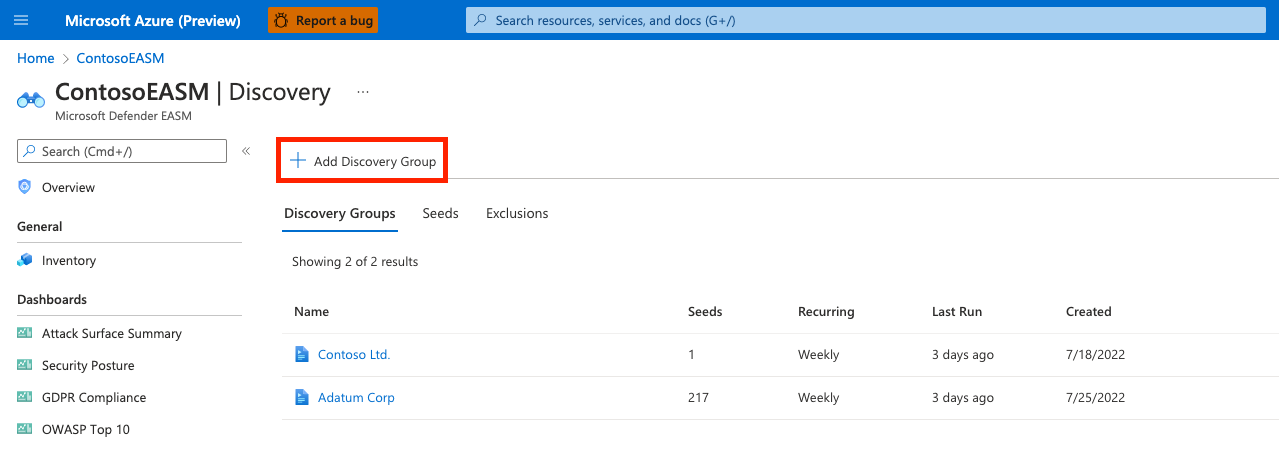 Microsoft Azure (Preview)
Report a bug
Search resources, services, and docs (G+/)
Home > ContosoEASM
ContosoEASM | Discovery ...
Microsoft Defender EASM
Search (Cmd+/)
«
Overview
General
Inventory
Dashboards
Attack Surface Summary
Security Posture
GDPR Compliance
OWASP Top 10
+ Add Discovery Group
Discovery Groups Seeds Exclusions
Showing 2 of 2 results
Name Seeds Recurring Last Run Created
Contoso Ltd. 1 Weekly 3 days ago 7/18/2022
Adatum Corp 217 Weekly 3 days ago 7/25/2022